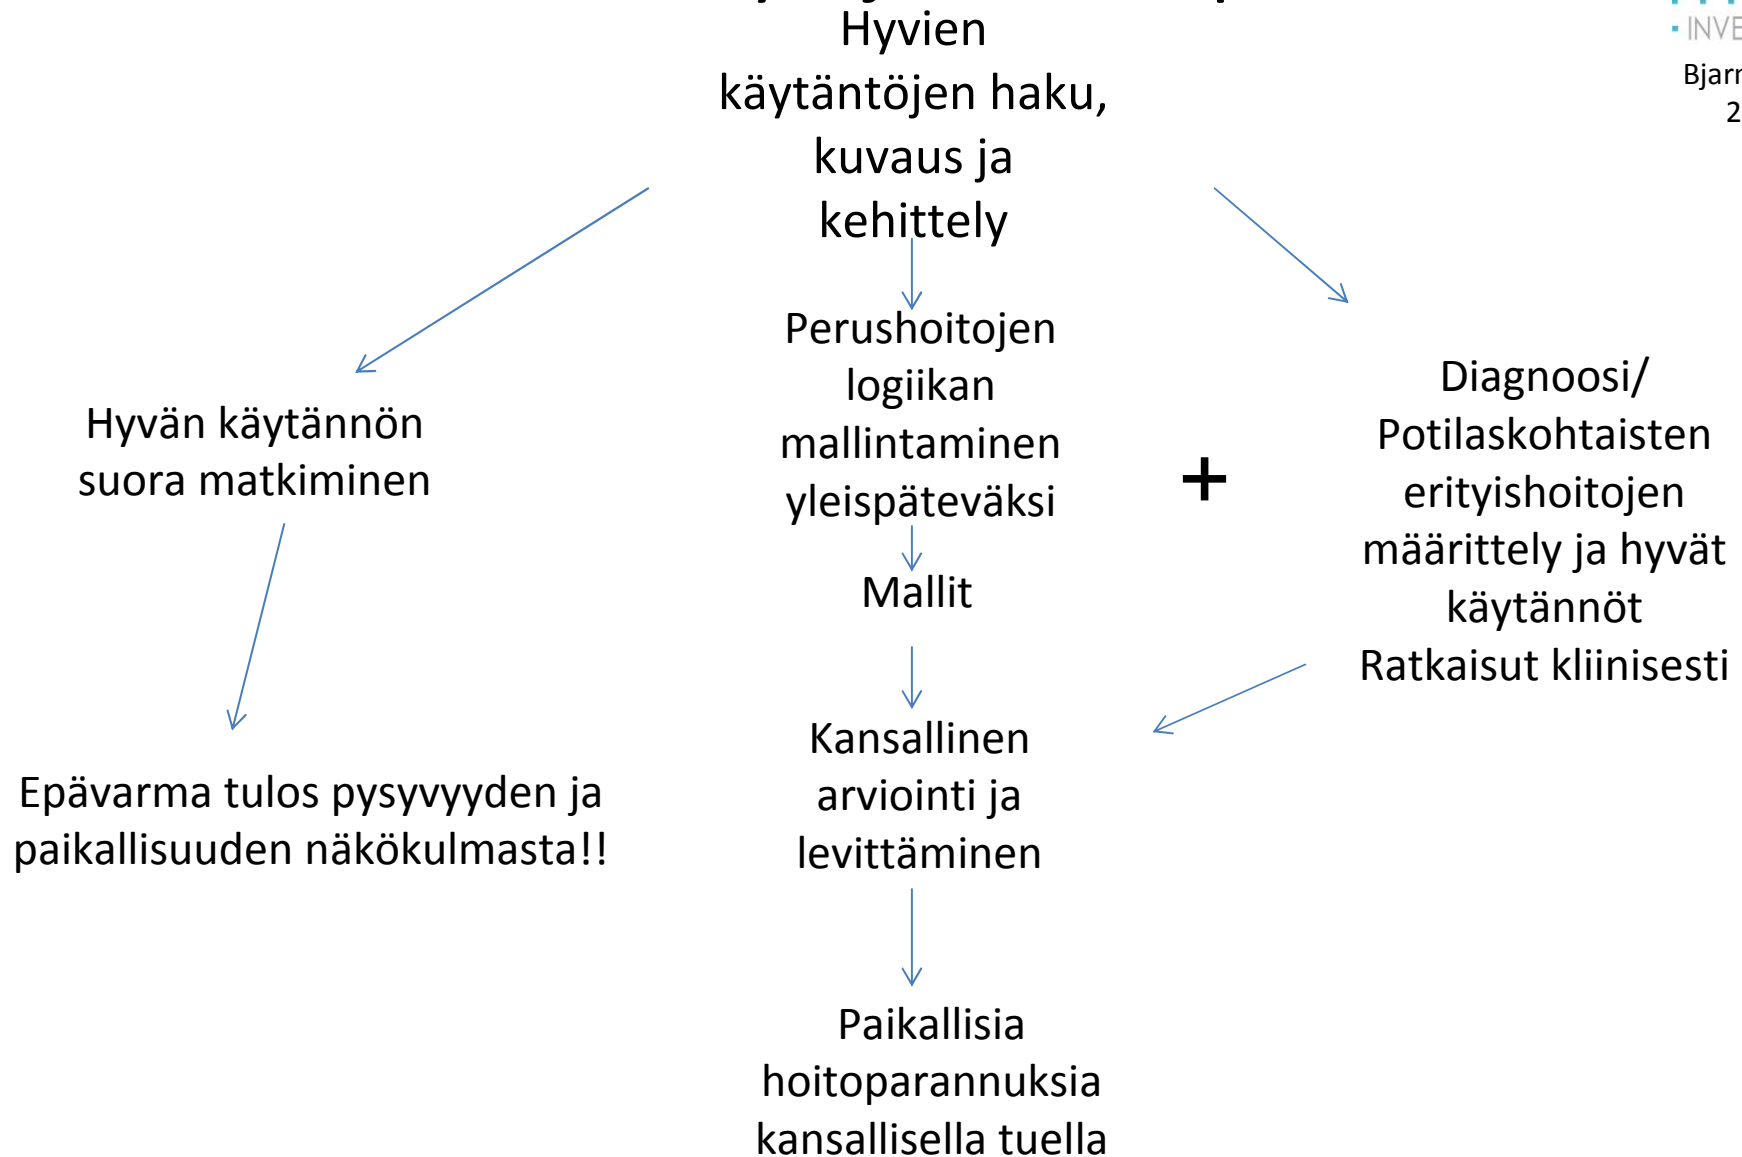 Hyvien
käytäntöjen haku,
kuvaus ja
kehittely
Perushoitojen
logiikan
mallintaminen
yleispäteväksi
Mallit
Kansallinen
arviointi ja
levittäminen
Paikallisia
hoitoparannuksia
kansallisella tuella
Hyvän käytännön
suora matkiminen
Epävarma tulos pysyvyyden ja
paikallisuuden näkökulmasta!!
+
Diagnoosi/
Potilaskohtaisten
erityishoitojen
määrittely ja hyvät
käytännöt
Ratkaisut kliinisesti